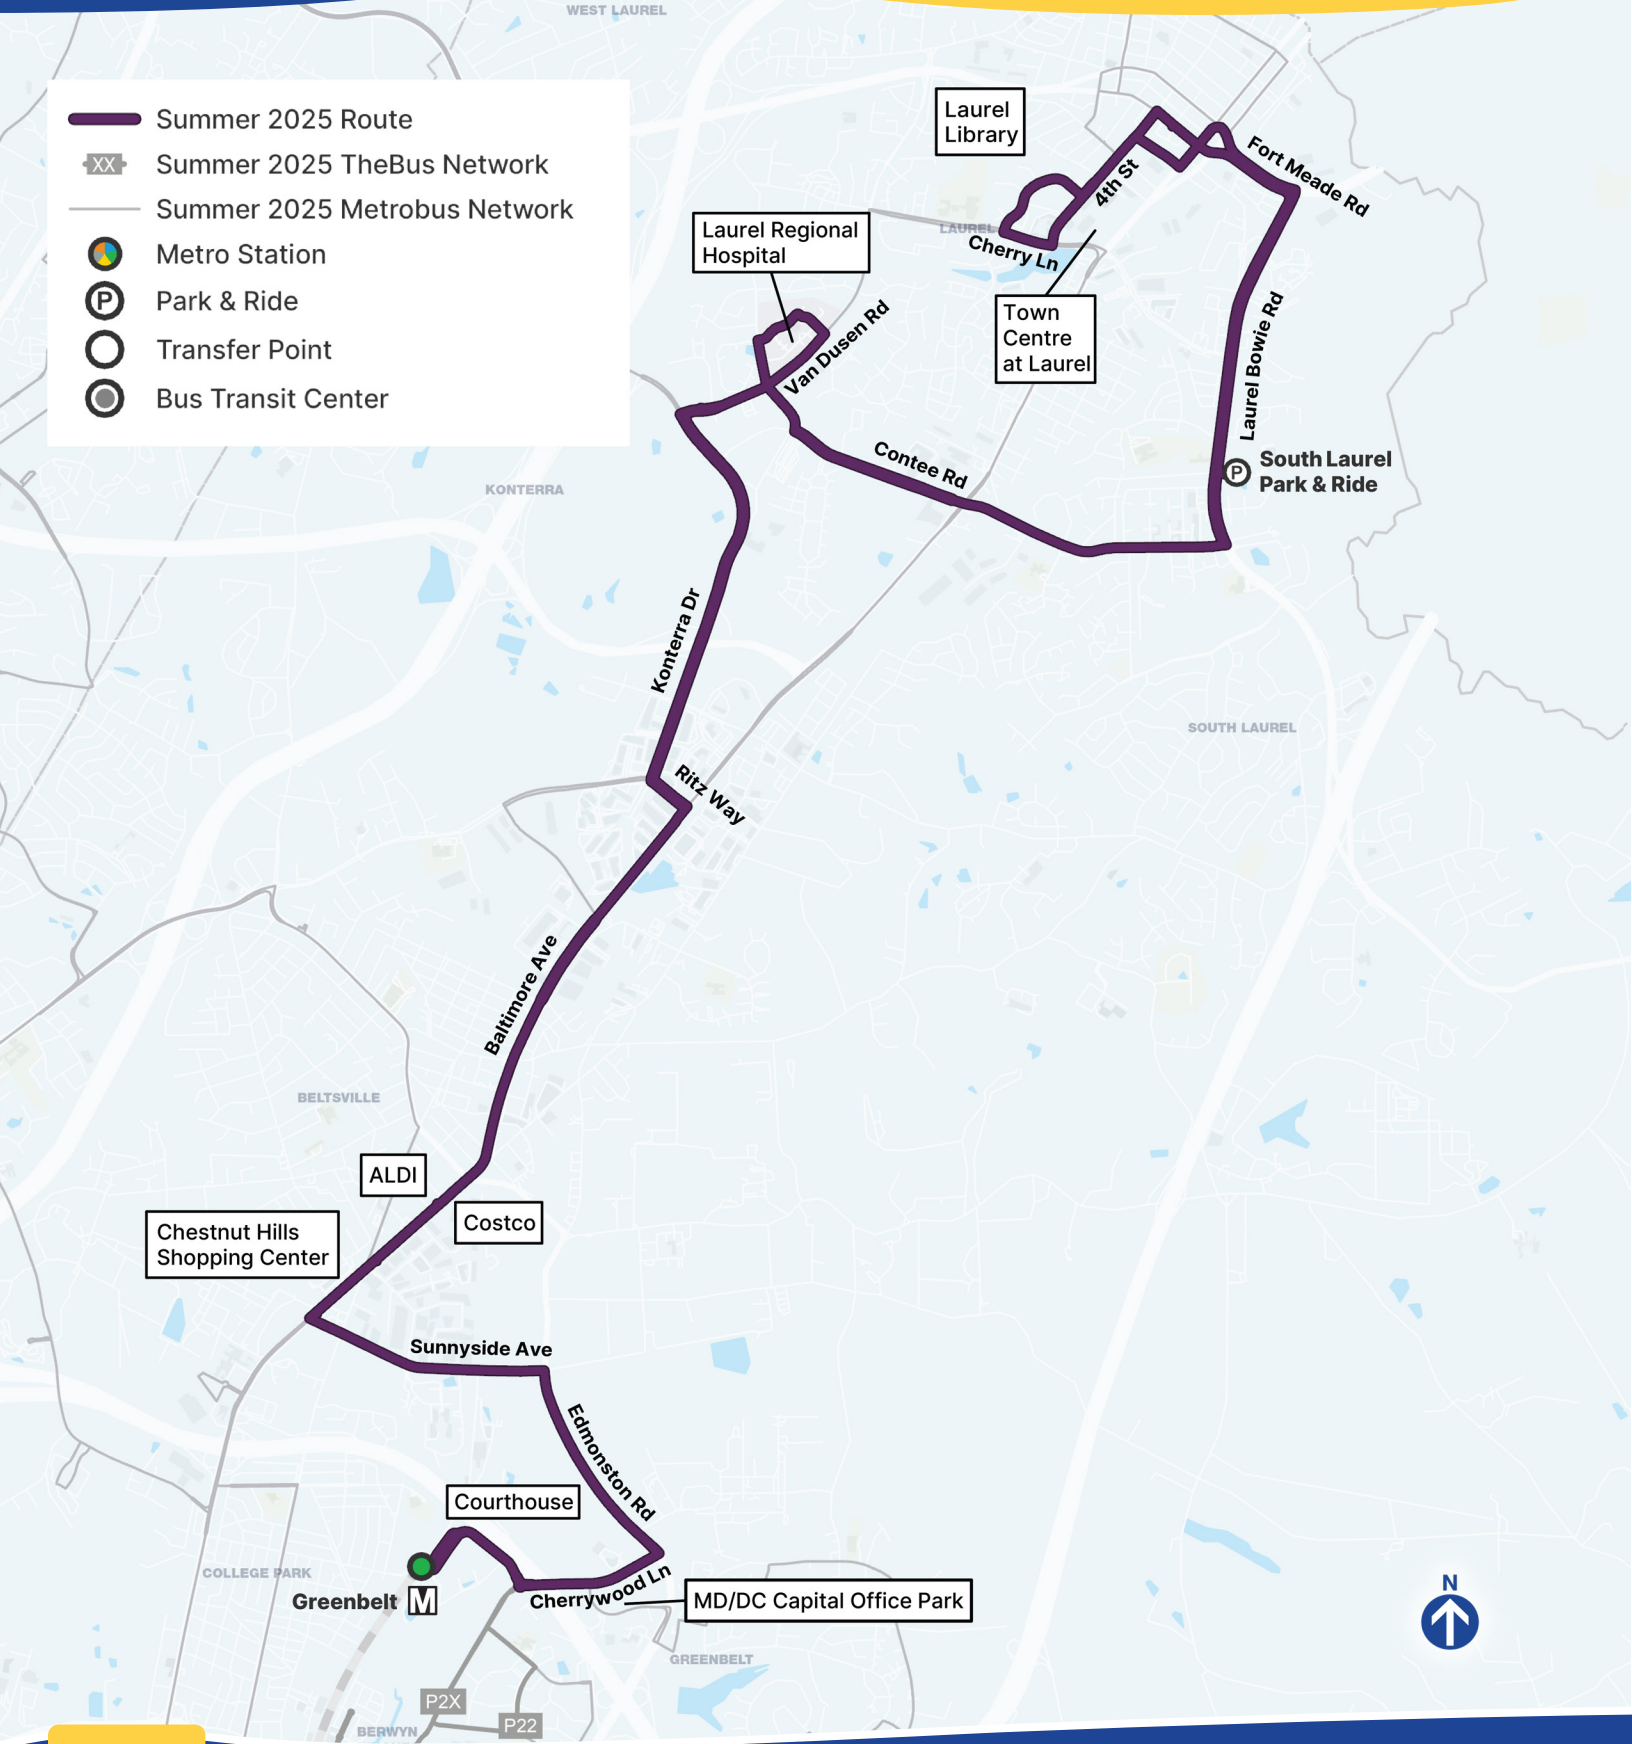 WEST LAUREL
Summer 2025 Route
XX
Summer 2025 TheBus Network
Summer 2025 Metrobus Network
Metro Station
P
Park & Ride
Transfer Point
Bus Transit Center
Laurel
Library
Fort Meade Rd
4th St
LAUREL
Cherry Ln
Laurel Regional
Hospital
Town
Centre
at Laurel
Van Dusen Rd
Laurel Bowie Rd
Contee Rd
P
South Laurel
Park & Ride
KONTERRA
Konterra Dr
SOUTH LAUREL
Ritz Way
Baltimore Ave
BELTSVILLE
ALDI
Costco
Chestnut Hills
Shopping Center
Sunnyside Ave
Edmonston Rd
Courthouse
COLLEGE PARK
Greenbelt
M
Cherrywood Ln
MD/DC Capital Office Park
N
GREENBELT
P2X
P22
BERWYN